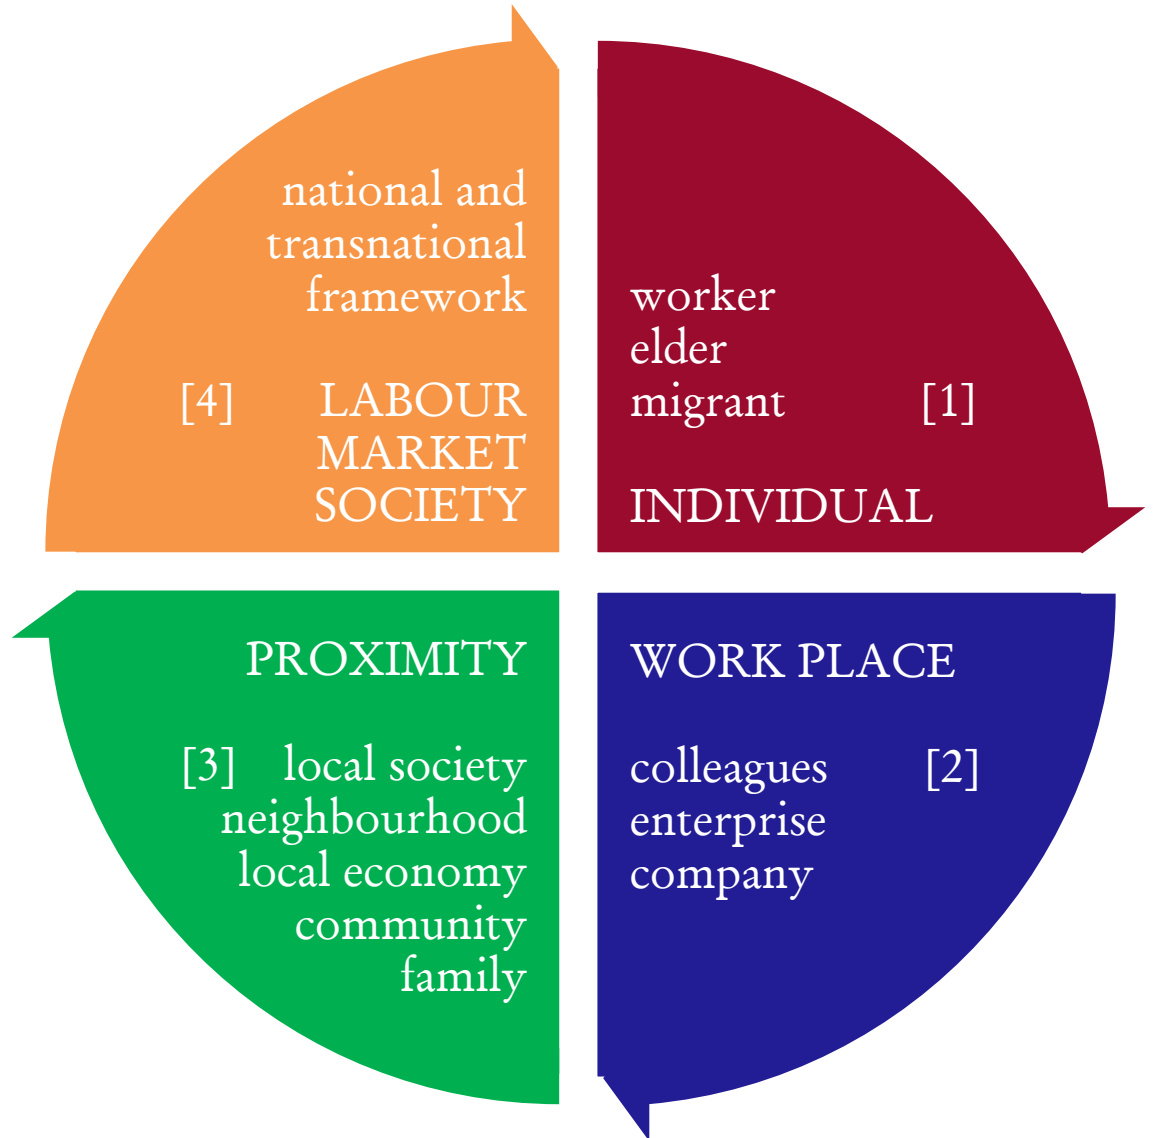 national and
transnational
framework
[4] LABOUR
MARKET
SOCIETY
worker
elder
migrant [1]
INDIVIDUAL
PROXIMITY
[3] local society
neighbourhood
local economy
community
family
WORK PLACE
colleagues [2]
enterprise
company